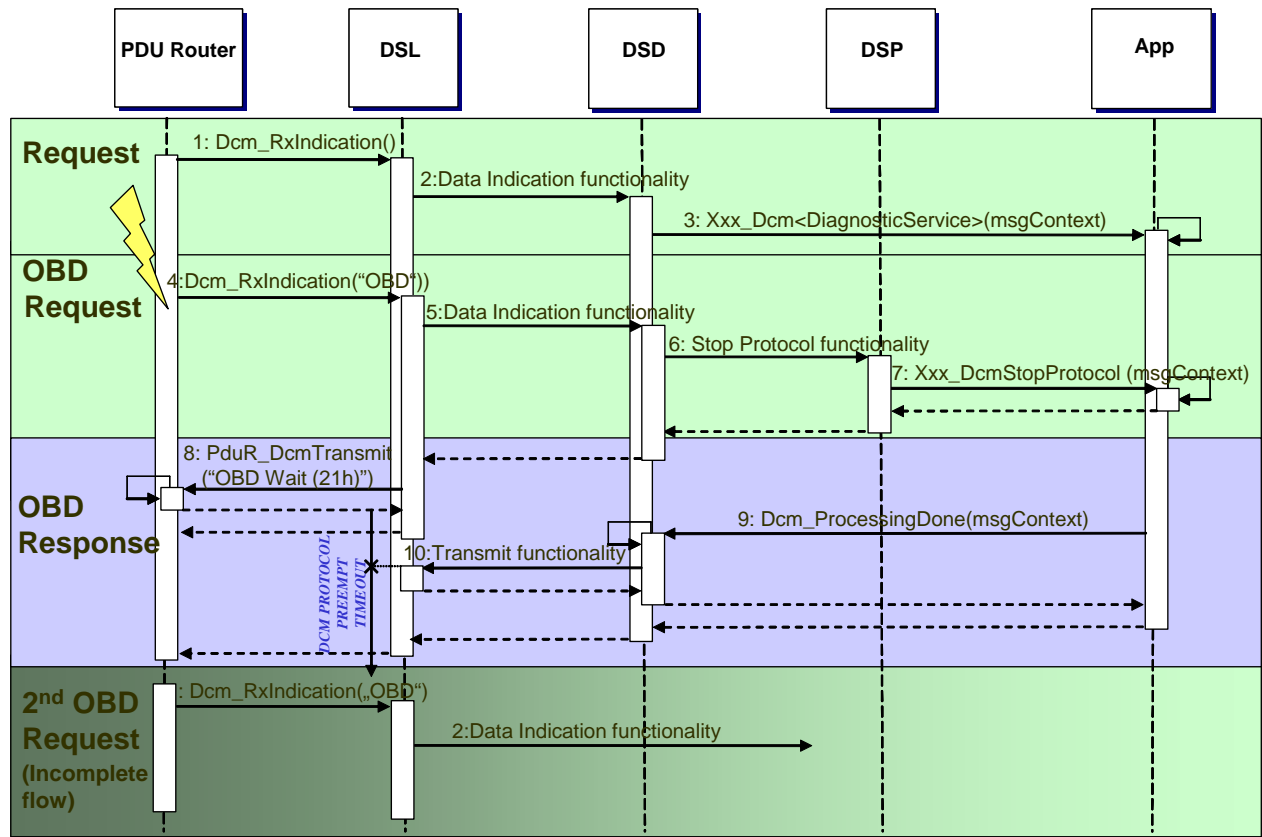 PDU Router
DSL
DSD
DSP
App
Request
1: Dcm_RxIndication()
2:Data Indication functionality
3: Xxx_Dcm<DiagnosticService>(msgContext)
OBD
Request
4:Dcm_RxIndication(“OBD“))
5:Data Indication functionality
6: Stop Protocol functionality
7: Xxx_DcmStopProtocol (msgContext)
OBD
Response
8: PduR_DcmTransmit
(“OBD Wait (21h)”)
9: Dcm_ProcessingDone(msgContext)
10:Transmit functionality
DCM PROTOCOL
PREEMPT
TIMEOUT
2nd OBD
Request
(Incomplete
flow)
: Dcm_RxIndication(„OBD“)
2:Data Indication functionality